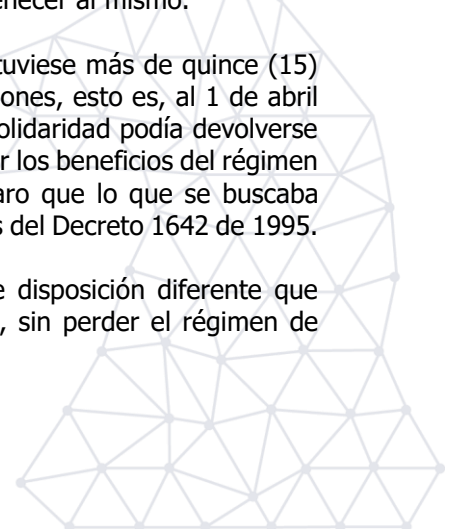 enecer al mismo.
tuviese más de quince (15)
ones, esto es, al 1 de abril
olidaridad podía devolverse
r los beneficios del régimen
aro que lo que se buscaba
s del Decreto 1642 de 1995.
e disposición diferente que
, sin perder el régimen de